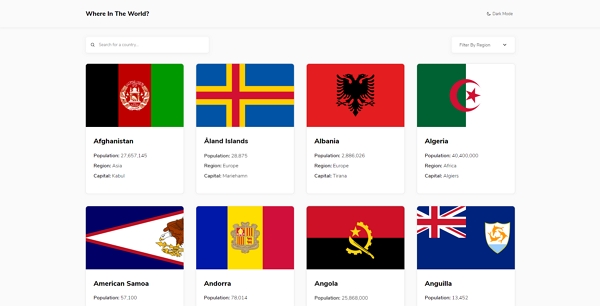 Where In The World?
Dark Mode
Search for a country...
Filter By Region
Afghanistan
Population: 27,657,145
Region: Asia
Capital: Kabul
Åland Islands
Population: 28,875
Region: Europe
Capital: Mariehamn
Albania
Population: 2,886,026
Region: Europe
Capital: Tirana
Algeria
Population: 40,400,000
Region: Africa
Capital: Algiers
American Samoa
Population: 57,100
Andorra
Population: 78,014
Angola
Population: 25,868,000
Anguilla
Population: 13,452